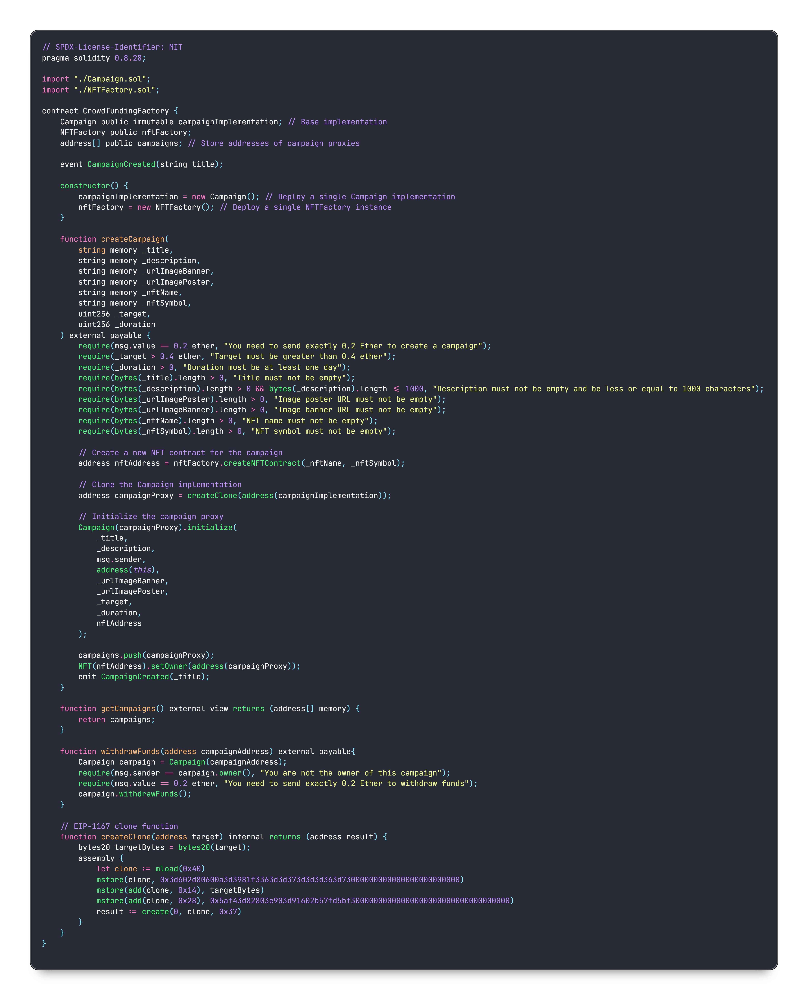 // SPDX-License-Identifier: MIT
pragma solidity 0.8.28;

import "./Campaign.sol";
import "./NFTFactory.sol";

contract CrowdfundingFactory {
    Campaign public immutable campaignImplementation; // Base implementation
    NFTFactory public nftFactory;
    address[] public campaigns; // Store addresses of campaign proxies

    event CampaignCreated(string title);

    constructor() {
        campaignImplementation = new Campaign(); // Deploy a single Campaign implementation
        nftFactory = new NFTFactory(); // Deploy a single NFTFactory instance
    }

    function createCampaign(
        string memory _title,
        string memory _description,
        string memory _urlImageBanner,
        string memory _urlImagePoster,
        string memory _nftName,
        string memory _nftSymbol,
        uint256 _target,
        uint256 _duration
    ) external payable {
        require(msg.value == 0.2 ether, "You need to send exactly 0.2 Ether to create a campaign");
        require(_target > 0.4 ether, "Target must be greater than 0.4 ether");
        require(_duration > 0, "Duration must be at least one day");
        require(bytes(_title).length > 0, "Title must not be empty");
        require(bytes(_description).length > 0 && bytes(_description).length <= 1000, "Description must not be empty and be less or equal to 1000 characters");
        require(bytes(_urlImagePoster).length > 0, "Image poster URL must not be empty");
        require(bytes(_urlImageBanner).length > 0, "Image banner URL must not be empty");
        require(bytes(_nftName).length > 0, "NFT name must not be empty");
        require(bytes(_nftSymbol).length > 0, "NFT symbol must not be empty");

        // Create a new NFT contract for the campaign
        address nftAddress = nftFactory.createNFTContract(_nftName, _nftSymbol);

        // Clone the Campaign implementation
        address campaignProxy = createClone(address(campaignImplementation));

        // Initialize the campaign proxy
        Campaign(campaignProxy).initialize(
            _title,
            _description,
            msg.sender,
            address(this),
            _urlImageBanner,
            _urlImagePoster,
            _target,
            _duration,
            nftAddress
        );

        campaigns.push(campaignProxy);
        NFT(nftAddress).setOwner(address(campaignProxy));
        emit CampaignCreated(_title);
    }

    function getCampaigns() external view returns (address[] memory) {
        return campaigns;
    }

    function withdrawFunds(address campaignAddress) external payable{
        Campaign campaign = Campaign(campaignAddress);
        require(msg.sender == campaign.owner(), "You are not the owner of this campaign");
        require(msg.value == 0.2 ether, "You need to send exactly 0.2 Ether to withdraw funds");
        campaign.withdrawFunds();
    }

    // EIP-1167 clone function
    function createClone(address target) internal returns (address result) {
        bytes20 targetBytes = bytes20(target);
        assembly {
            let clone := mload(0x40)
            mstore(clone, 0x3d602d80600a3d3981f3363d3d373d3d3d363d73000000000000000000000000)
            mstore(add(clone, 0x14), targetBytes)
            mstore(add(clone, 0x28), 0x5af43d82803e903d91602b57fd5bf30000000000000000000000000000000000)
            result := create(0, clone, 0x37)
        }
    }
}